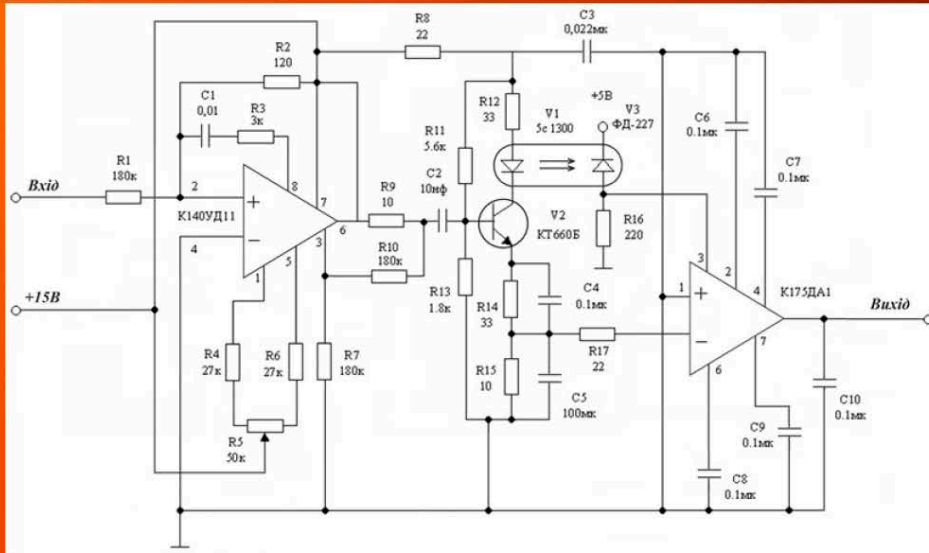 R8
22
C3
0,022мк
R2
120
C1
0,01
R3
3к
R12
33
V1
5с 1300
+5В
V3
ФД-227
C6
0.1мк
R11
5.6к
C7
0.1мк
R1
180к
Вхід
2
8
К140УД11
7
6
3
4
5
1
R9
10
C2
10нф
R10
180к
V2
КТ660Б
R16
220
3
2
4
К175ДА1
+15В
R13
1.8к
R14
33
C4
0.1мк
1
Вихід
R4
27к
R6
27к
R7
180к
R17
22
6
7
R15
10
C5
100мк
C10
0.1мк
R5
50к
C9
0.1мк
C8
0.1мк
+
−
+
−